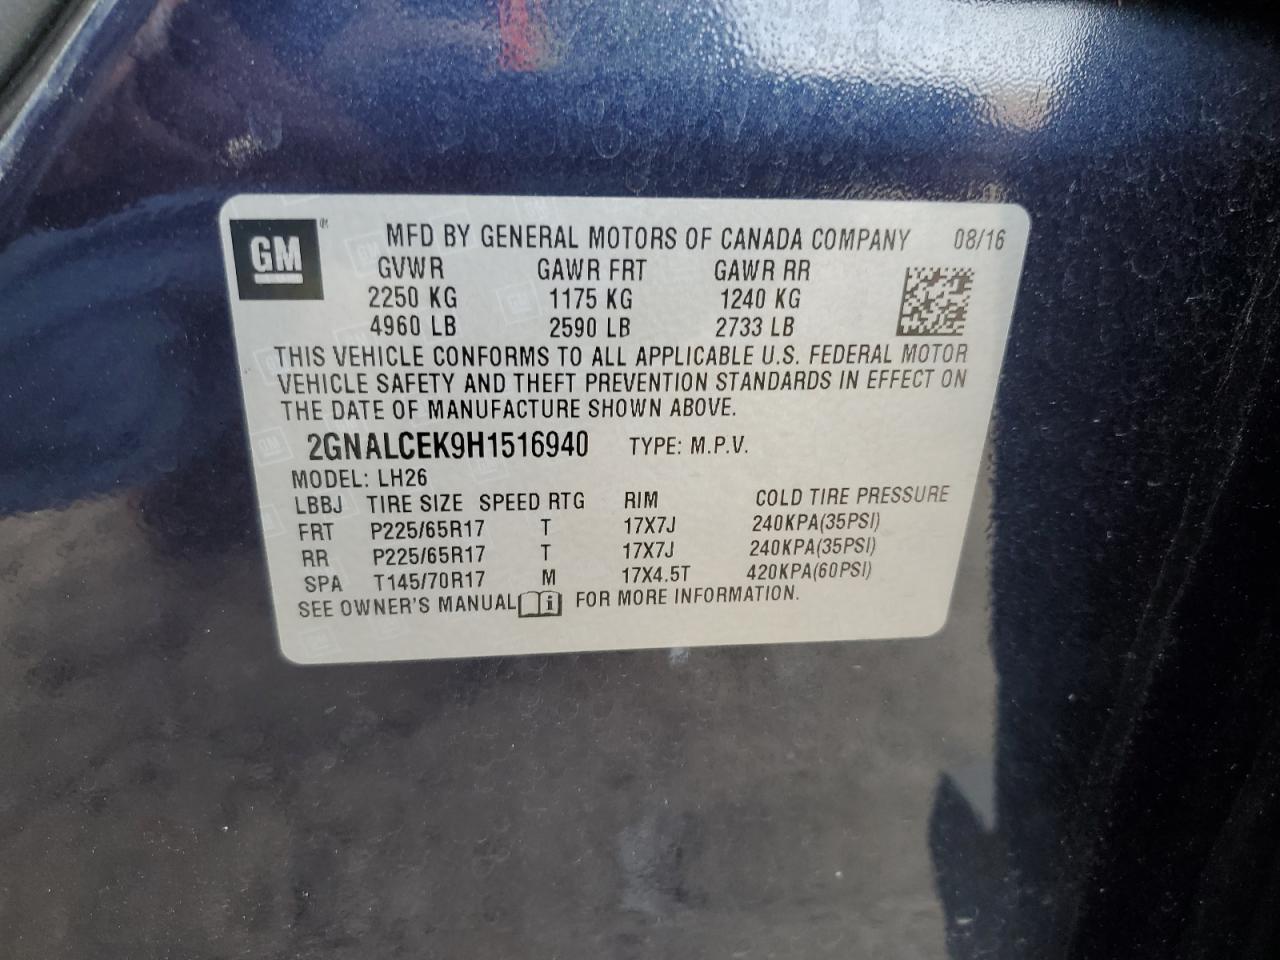 GM ® MFD BY GENERAL MOTORS OF CANADA COMPANY 08/16
GVWR GAWR FRT GAWR RR
2250 KG 1175 KG 1240 KG
4960 LB 2590 LB 2733 LB
THIS VEHICLE CONFORMS TO ALL APPLICABLE U.S. FEDERAL MOTOR
VEHICLE SAFETY AND THEFT PREVENTION STANDARDS IN EFFECT ON
THE DATE OF MANUFACTURE SHOWN ABOVE.
2GNALCEK9H1516940 TYPE: M.P.V.
MODEL: LH26
LBBJ TIRE SIZE SPEED RTG RIM COLD TIRE PRESSURE
FRT P225/65R17 T 17X7J 240KPA(35PSI)
RR P225/65R17 T 17X7J 240KPA(35PSI)
SPA T145/70R17 M 17X4.5T 420KPA(60PSI)
SEE OWNER'S MANUAL i FOR MORE INFORMATION.